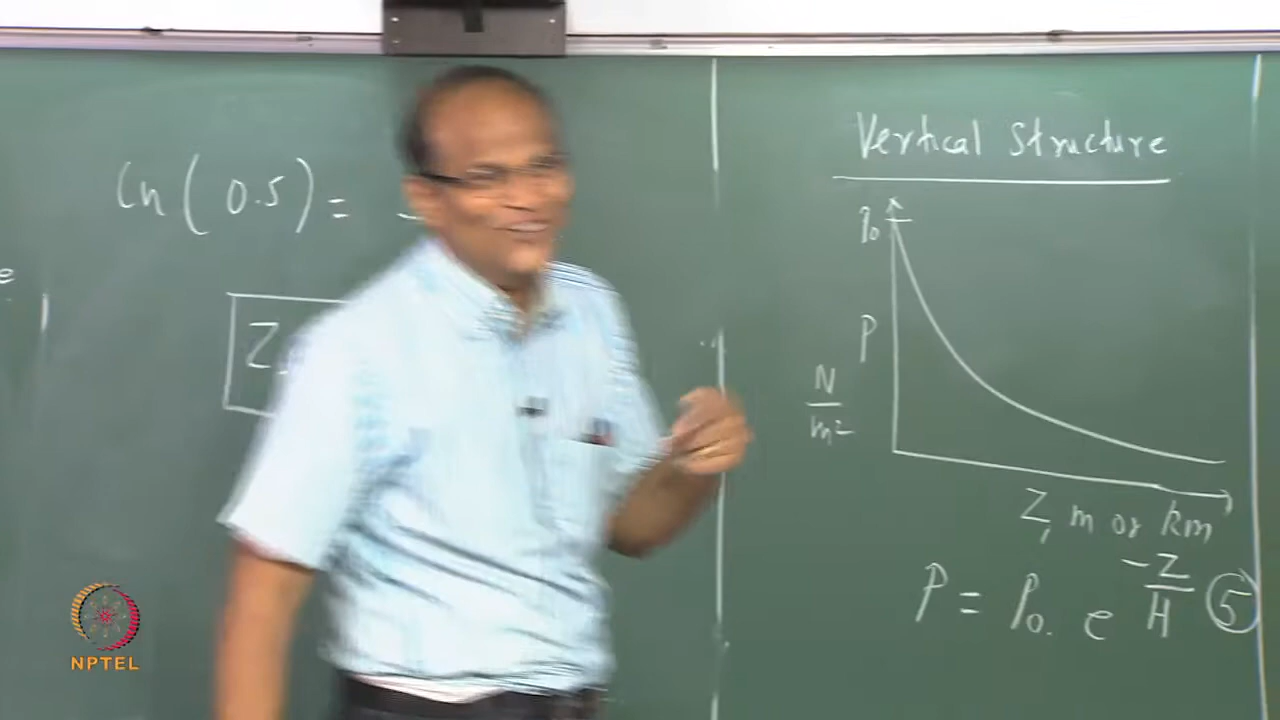 ln (0.5) =
e
Z
Vertical Structure
P₀
P
N/m²
Z, m or km
P = P₀. e^(-Z/H) (5)
NPTEL